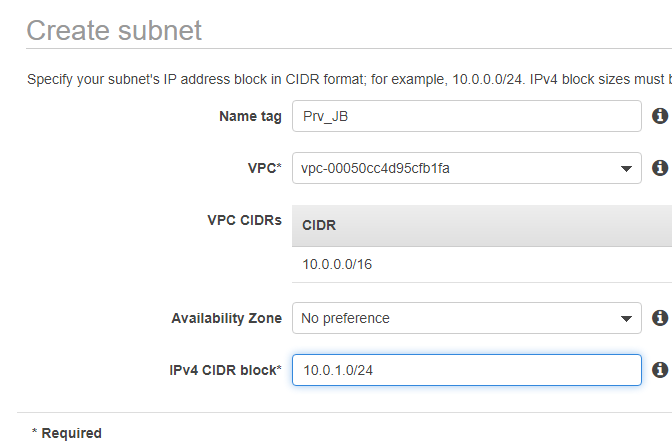 Create subnet
Specify your subnet's IP address block in CIDR format; for example, 10.0.0.0/24. IPv4 block sizes must
Name tag Prv_JB
VPC* vpc-00050cc4d95cfb1fa
VPC CIDRs CIDR
10.0.0.0/16
Availability Zone No preference
IPv4 CIDR block* 10.0.1.0/24
* Required